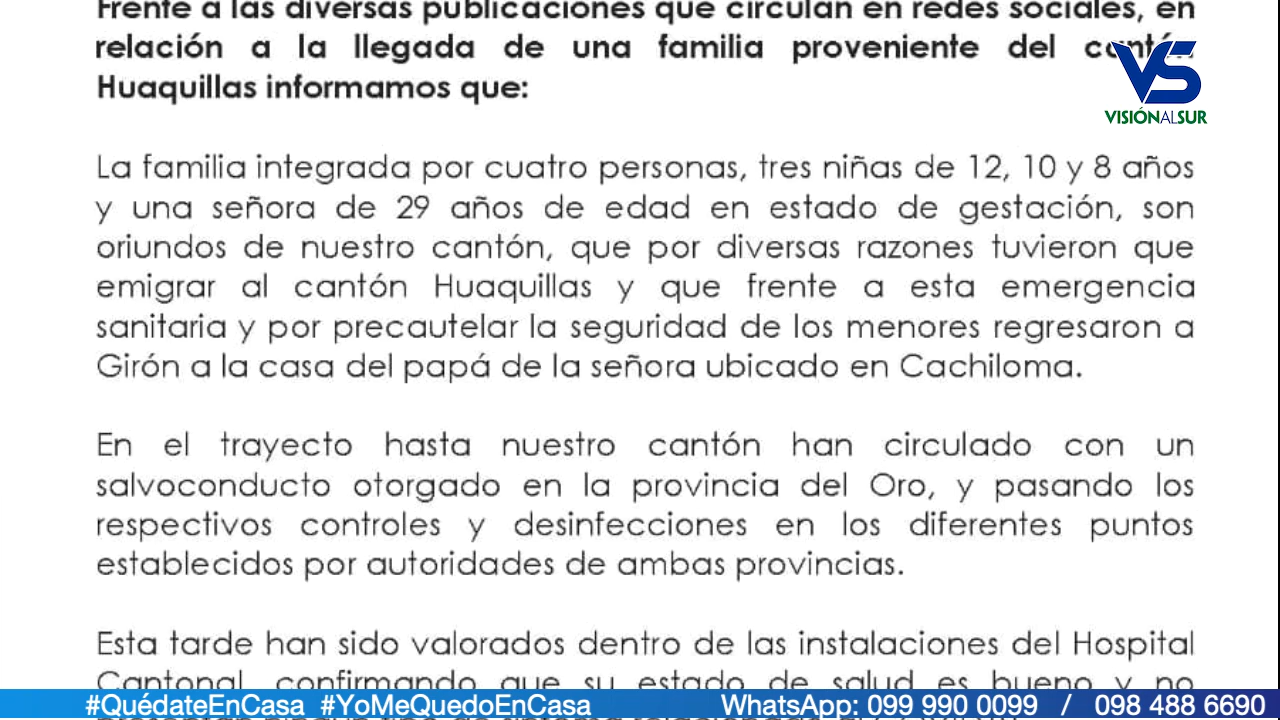 Frente a las diversas publicaciones que circulan en redes sociales, en
relación a la llegada de una familia proveniente del cantón
Huaquillas informamos que:
VS
VISIÓNALSUR
La familia integrada por cuatro personas, tres niñas de 12, 10 y 8 años
y una señora de 29 años de edad en estado de gestación, son
oriundos de nuestro cantón, que por diversas razones tuvieron que
emigrar al cantón Huaquillas y que frente a esta emergencia
sanitaria y por precautelar la seguridad de los menores regresaron a
Girón a la casa del papá de la señora ubicado en Cachiloma.
En el trayecto hasta nuestro cantón han circulado con un
salvoconducto otorgado en la provincia del Oro, y pasando los
respectivos controles y desinfecciones en los diferentes puntos
establecidos por autoridades de ambas provincias.
Esta tarde han sido valorados dentro de las instalaciones del Hospital
Cantonal, confirmando que su estado de salud es bueno y no
#QuédateEnCasa #YoMeQuedoEnCasa WhatsApp: 099 990 0099 / 098 488 6690